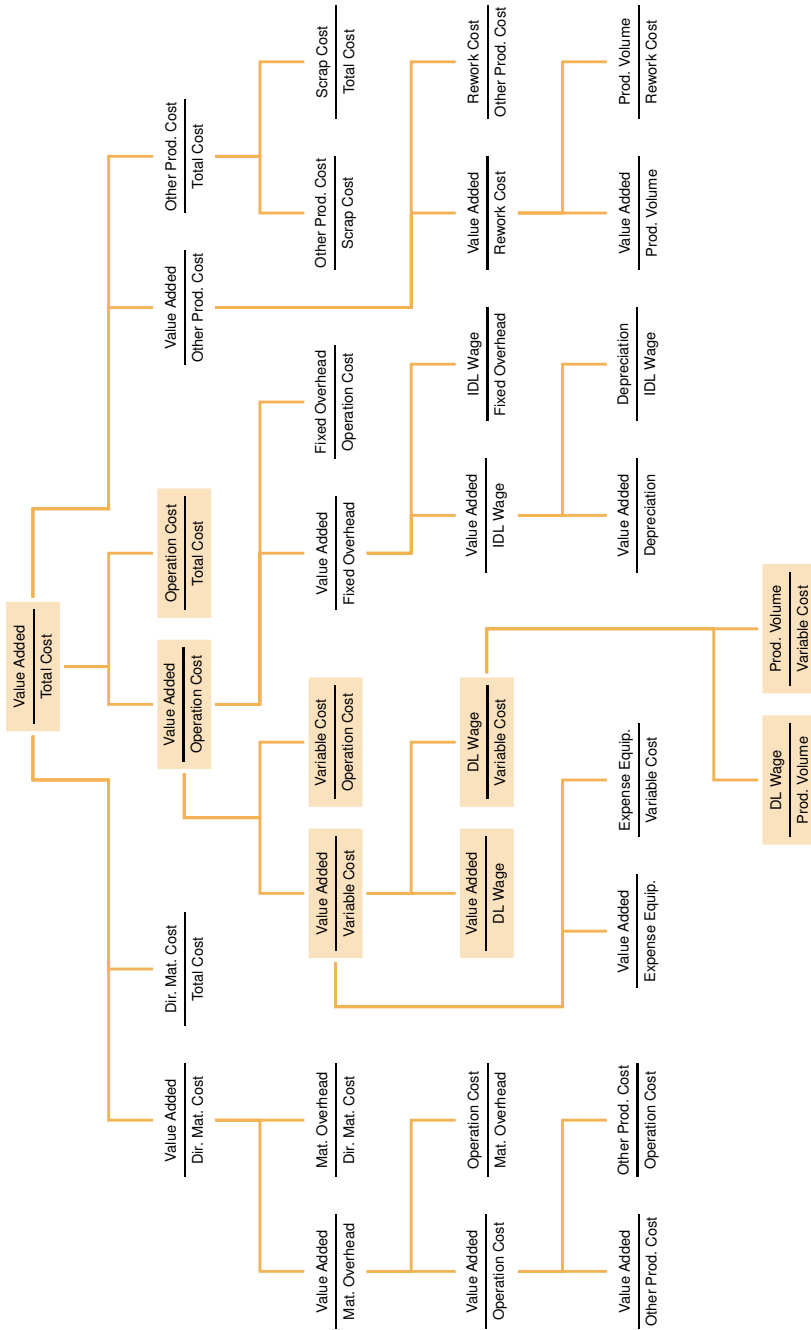 Value Added
Total Cost
Value Added
Dir. Mat. Cost
Dir. Mat. Cost
Total Cost
Value Added
Operation Cost
Operation Cost
Total Cost
Value Added
Other Prod. Cost
Other Prod. Cost
Total Cost
Value Added
Mat. Overhead
Mat. Overhead
Dir. Mat. Cost
Value Added
Variable Cost
Variable Cost
Operation Cost
Value Added
Fixed Overhead
Fixed Overhead
Operation Cost
Other Prod. Cost
Scrap Cost
Scrap Cost
Total Cost
Value Added
Operation Cost
Operation Cost
Mat. Overhead
Value Added
DL Wage
DL Wage
Variable Cost
Value Added
IDL Wage
IDL Wage
Fixed Overhead
Value Added
Rework Cost
Rework Cost
Other Prod. Cost
Value Added
Other Prod. Cost
Other Prod. Cost
Operation Cost
Value Added
Expense Equip.
Expense Equip.
Variable Cost
Value Added
Depreciation
Depreciation
IDL Wage
Value Added
Prod. Volume
Prod. Volume
Rework Cost
DL Wage
Prod. Volume
Prod. Volume
Variable Cost